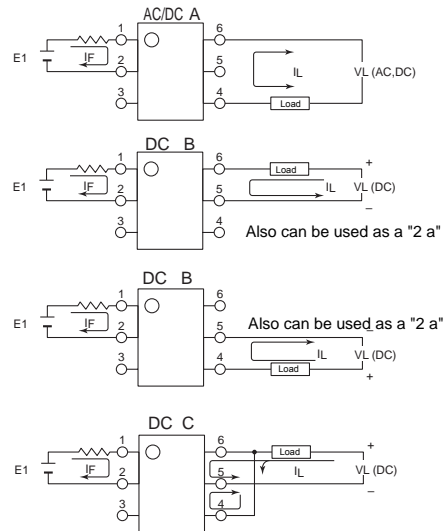 AC/DC A
1 6
E1 IF 2 5 IL VL (AC,DC)
3 4 Load
DC B
1 6 Load +
E1 IF 2 5 IL VL (DC)
–
3 4 Also can be used as a "2 a"
DC B
1 6
E1 IF 2 5 Also can be used as a "2 a"
–
3 4 IL VL (DC)
Load +
DC C
1 6 Load +
E1 IF 2 5 IL VL (DC)
–
3 4